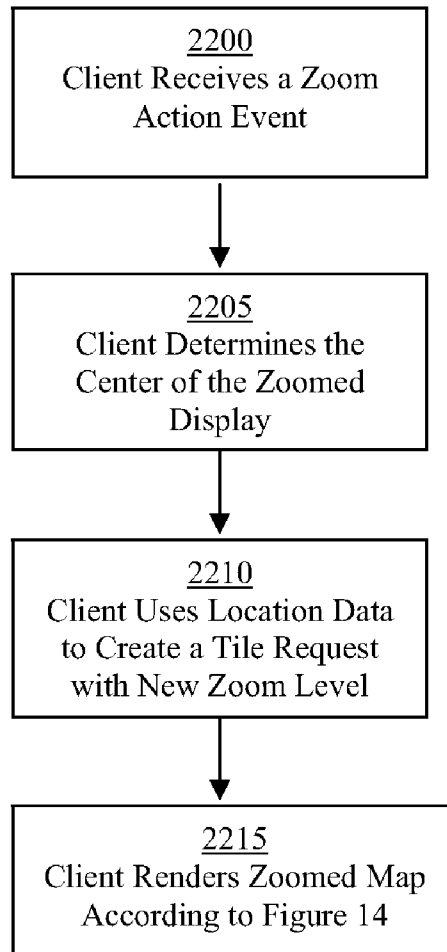 2200
Client Receives a Zoom
Action Event
2205
Client Determines the
Center of the Zoomed
Display
2210
Client Uses Location Data
to Create a Tile Request
with New Zoom Level
2215
Client Renders Zoomed Map
According to Figure 14